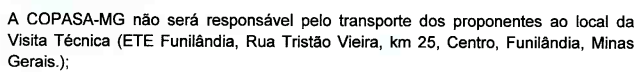 A COPASA-MG não será responsável pelo transporte dos proponentes ao local da
Visita Técnica (ETE Funilândia, Rua Tristão Vieira, km 25, Centro, Funilândia, Minas
Gerais.);